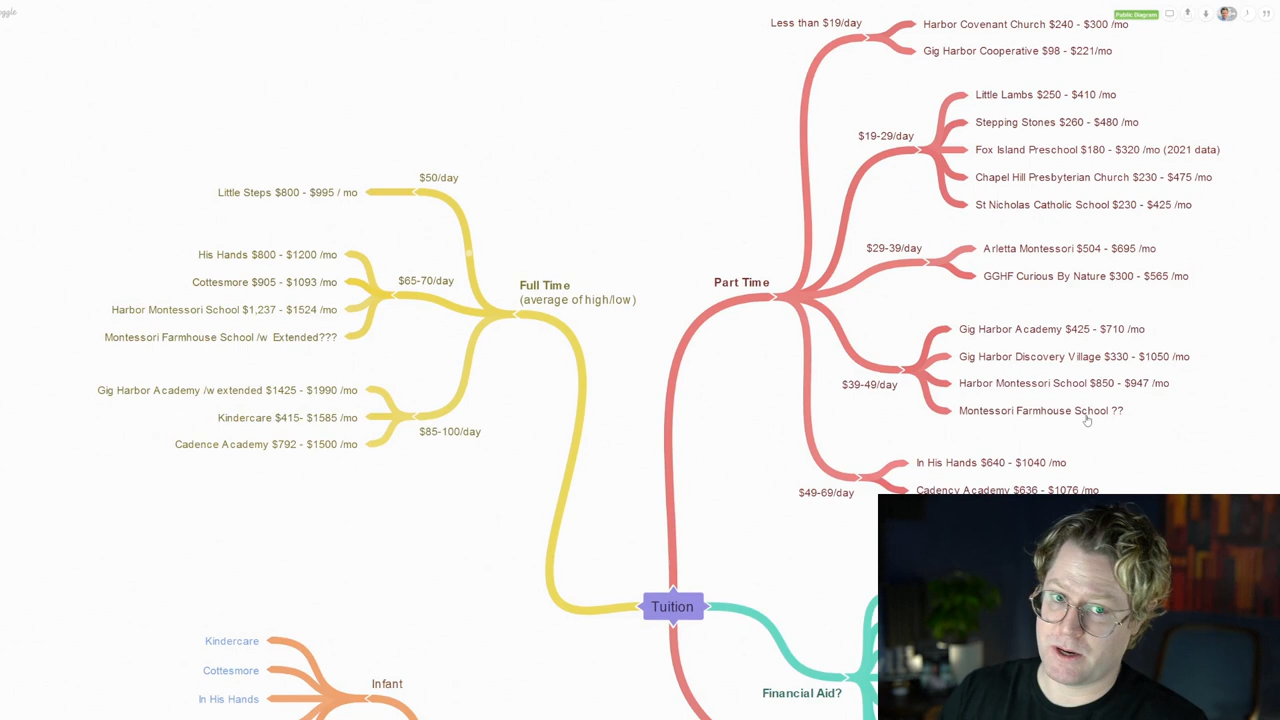 oggle
Public Diagram
Less than $19/day
Harbor Covenant Church $240 - $300 /mo
Gig Harbor Cooperative $98 - $221/mo
$19-29/day
Little Lambs $250 - $410 /mo
Stepping Stones $260 - $480 /mo
Fox Island Preschool $180 - $320 /mo (2021 data)
Chapel Hill Presbyterian Church $230 - $475 /mo
St Nicholas Catholic School $230 - $425 /mo
$29-39/day
Arletta Montessori $504 - $695 /mo
GGHF Curious By Nature $300 - $565 /mo
Part Time
$39-49/day
Gig Harbor Academy $425 - $710 /mo
Gig Harbor Discovery Village $330 - $1050 /mo
Harbor Montessori School $850 - $947 /mo
Montessori Farmhouse School ??
$49-69/day
In His Hands $640 - $1040 /mo
Cadency Academy $636 - $1076 /mo
$50/day
Little Steps $800 - $995 / mo
Full Time
(average of high/low)
$65-70/day
His Hands $800 - $1200 /mo
Cottesmore $905 - $1093 /mo
Harbor Montessori School $1,237 - $1524 /mo
Montessori Farmhouse School /w Extended???
$85-100/day
Gig Harbor Academy /w extended $1425 - $1990 /mo
Kindercare $415- $1585 /mo
Cadence Academy $792 - $1500 /mo
Tuition
Financial Aid?
Infant
Kindercare
Cottesmore
In His Hands